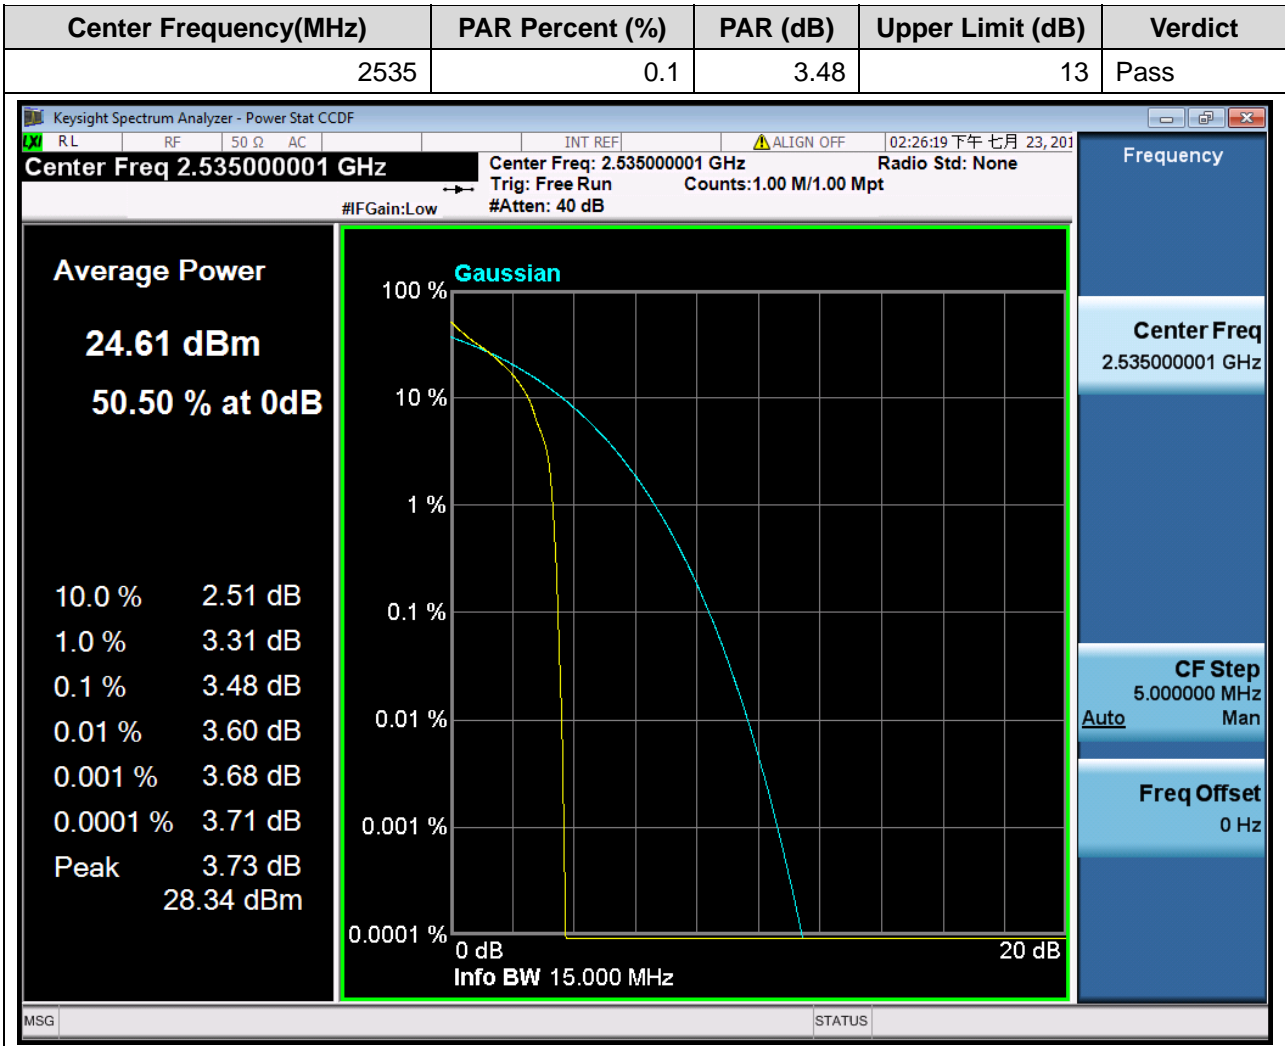 Center Frequency(MHz) PAR Percent (%) PAR (dB) Upper Limit (dB) Verdict
2535 0.1 3.48 13 Pass
Keysight Spectrum Analyzer - Power Stat CCDF
LXI RL RF 50 Ω AC INT REF ALIGN OFF 02:26:19 下午 七月 23, 201
Center Freq 2.535000001 GHz
Center Freq: 2.535000001 GHz Radio Std: None
Trig: Free Run Counts:1.00 M/1.00 Mpt
#IFGain:Low #Atten: 40 dB
Average Power
24.61 dBm
50.50 % at 0dB
10.0 % 2.51 dB
1.0 % 3.31 dB
0.1 % 3.48 dB
0.01 % 3.60 dB
0.001 % 3.68 dB
0.0001 % 3.71 dB
Peak 3.73 dB
28.34 dBm
Gaussian
100 %
10 %
1 %
0.1 %
0.01 %
0.001 %
0.0001 %
0 dB 20 dB
Info BW 15.000 MHz
Frequency
Center Freq
2.535000001 GHz
CF Step
5.000000 MHz
Auto Man
Freq Offset
0 Hz
MSG STATUS